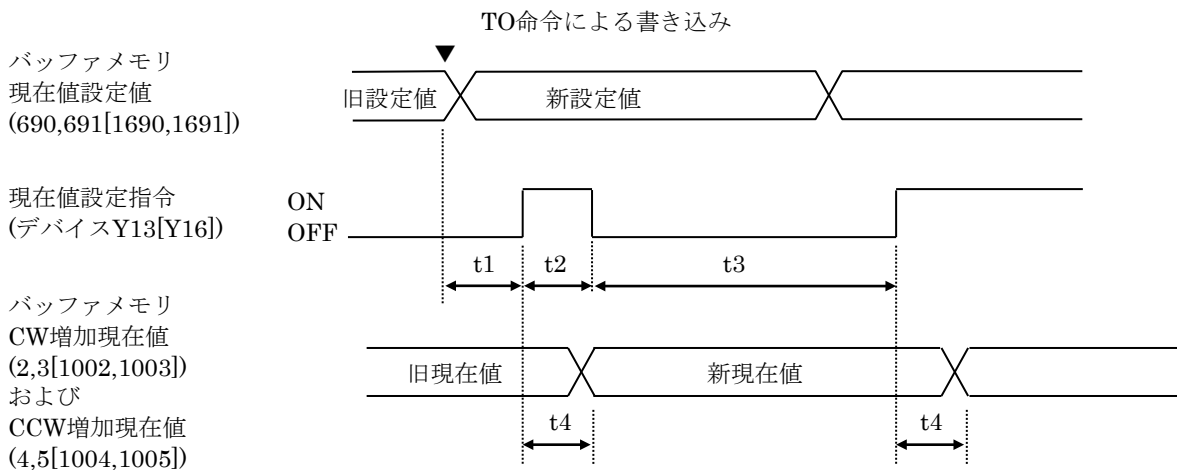 TO命令による書き込み
バッファメモリ
現在値設定値
(690,691[1690,1691])
旧設定値
新設定値
現在値設定指令
(デバイスY13[Y16])
ON
OFF
t1
t2
t3
バッファメモリ
CW増加現在値
(2,3[1002,1003])
および
CCW増加現在値
(4,5[1004,1005])
旧現在値
新現在値
t4
t4